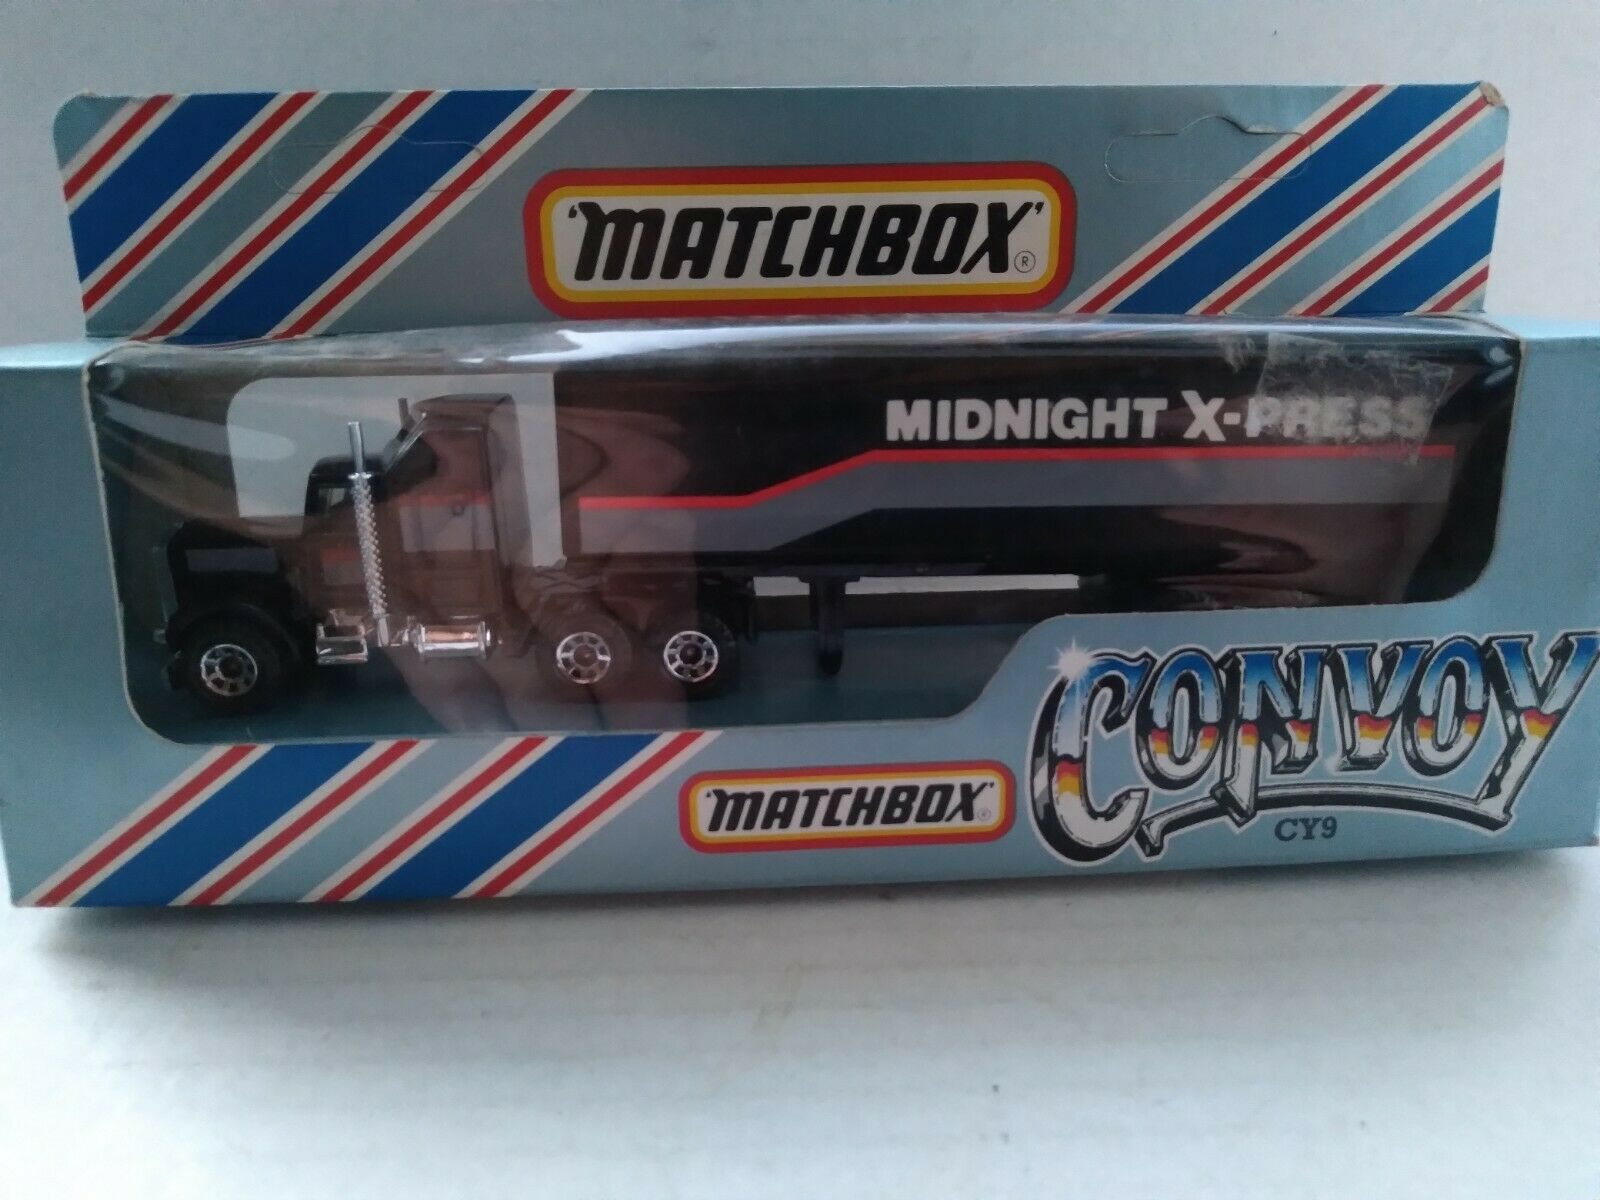 'MATCHBOX' ®
MIDNIGHT X-PRESS
CONVOY
'MATCHBOX' ®
CY9